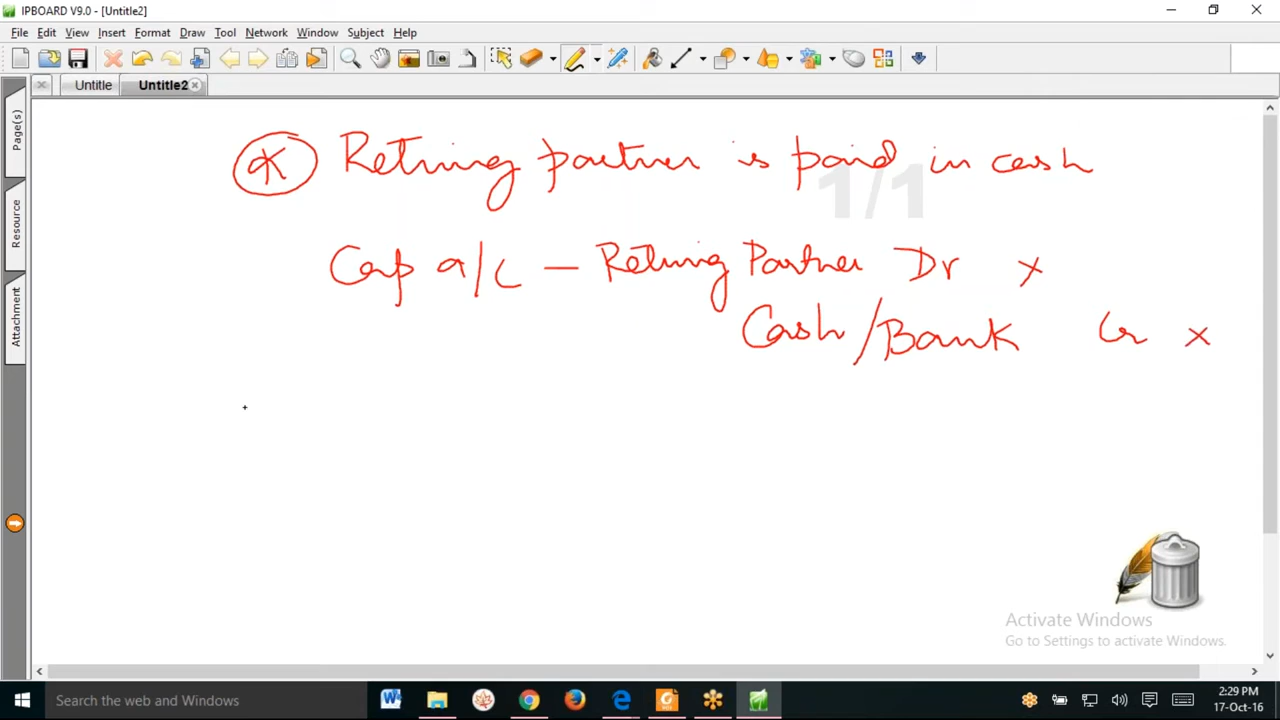 IPBOARD V9.0 - [Untitle2]
File Edit View Insert Format Draw Tool Network Window Subject Help
Untitle Untitle2
Page(s)
Resource
Attachment
1/1
* Retiring partner is paid in cash
Cap a/c — Retiring Partner Dr x
Cash/Bank Cr x
Activate Windows
Go to Settings to activate Windows.
Search the web and Windows
2:29 PM
17-Oct-16